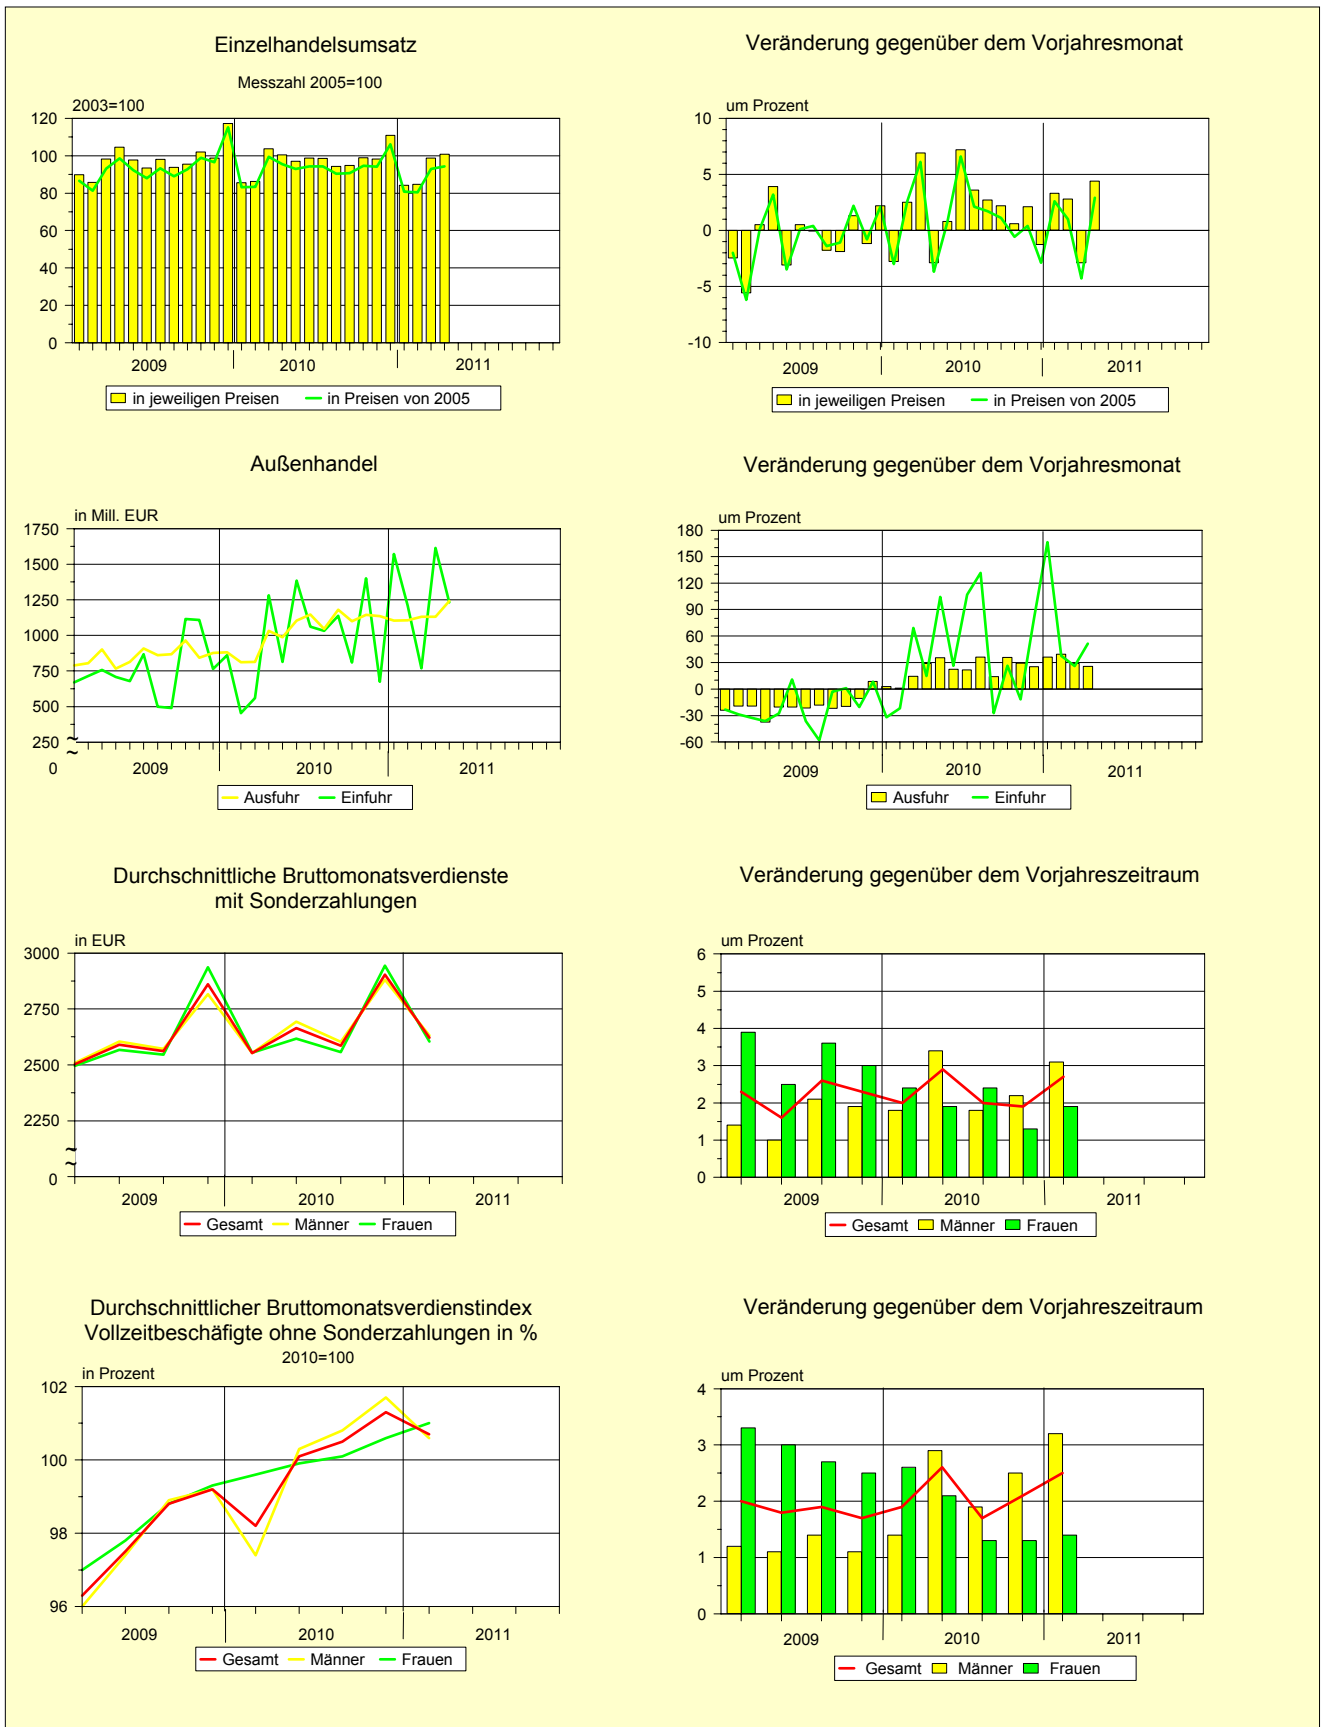 Einzelhandelsumsatz
Messzahl 2005=100
2003=100
120
100
80
60
40
20
0
2009 2010 2011
in jeweiligen Preisen in Preisen von 2005
Veränderung gegenüber dem Vorjahresmonat
um Prozent
10
5
0
-5
-10
2009 2010 2011
in jeweiligen Preisen in Preisen von 2005
Außenhandel
in Mill. EUR
1750
1500
1250
1000
750
500
250
~
~
0
2009 2010 2011
Ausfuhr Einfuhr
Veränderung gegenüber dem Vorjahresmonat
um Prozent
180
150
120
90
60
30
0
-30
-60
2009 2010 2011
Ausfuhr Einfuhr
Durchschnittliche Bruttomonatsverdienste
mit Sonderzahlungen
in EUR
3000
2750
2500
2250
~
~
0
2009 2010 2011
Gesamt Männer Frauen
Veränderung gegenüber dem Vorjahreszeitraum
um Prozent
6
5
4
3
2
1
0
2009 2010 2011
Gesamt Männer Frauen
Durchschnittlicher Bruttomonatsverdienstindex
Vollzeitbeschäfigte ohne Sonderzahlungen in %
2010=100
in Prozent
102
100
98
96
2009 2010 2011
Gesamt Männer Frauen
Veränderung gegenüber dem Vorjahreszeitraum
um Prozent
4
3
2
1
0
2009 2010 2011
Gesamt Männer Frauen